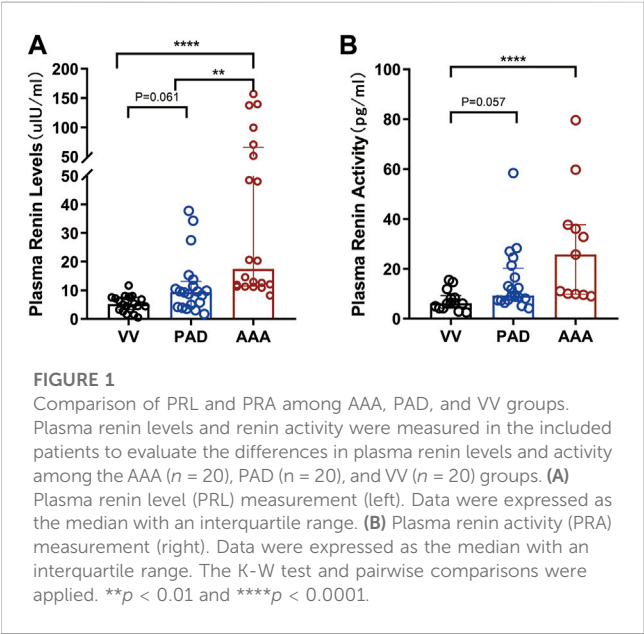 A
Plasma Renin Levels (uIU/ml)
200
150
100
50
50
40
30
20
10
0
****
**
P=0.061
VV PAD AAA
B
Plasma Renin Activity (pg/ml)
100
80
60
40
20
0
****
P=0.057
VV PAD AAA
FIGURE 1
Comparison of PRL and PRA among AAA, PAD, and VV groups.
Plasma renin levels and renin activity were measured in the included
patients to evaluate the differences in plasma renin levels and activity
among the AAA (n = 20), PAD (n = 20), and VV (n = 20) groups. (A)
Plasma renin level (PRL) measurement (left). Data were expressed as
the median with an interquartile range. (B) Plasma renin activity (PRA)
measurement (right). Data were expressed as the median with an
interquartile range. The K-W test and pairwise comparisons were
applied. **p < 0.01 and ****p < 0.0001.